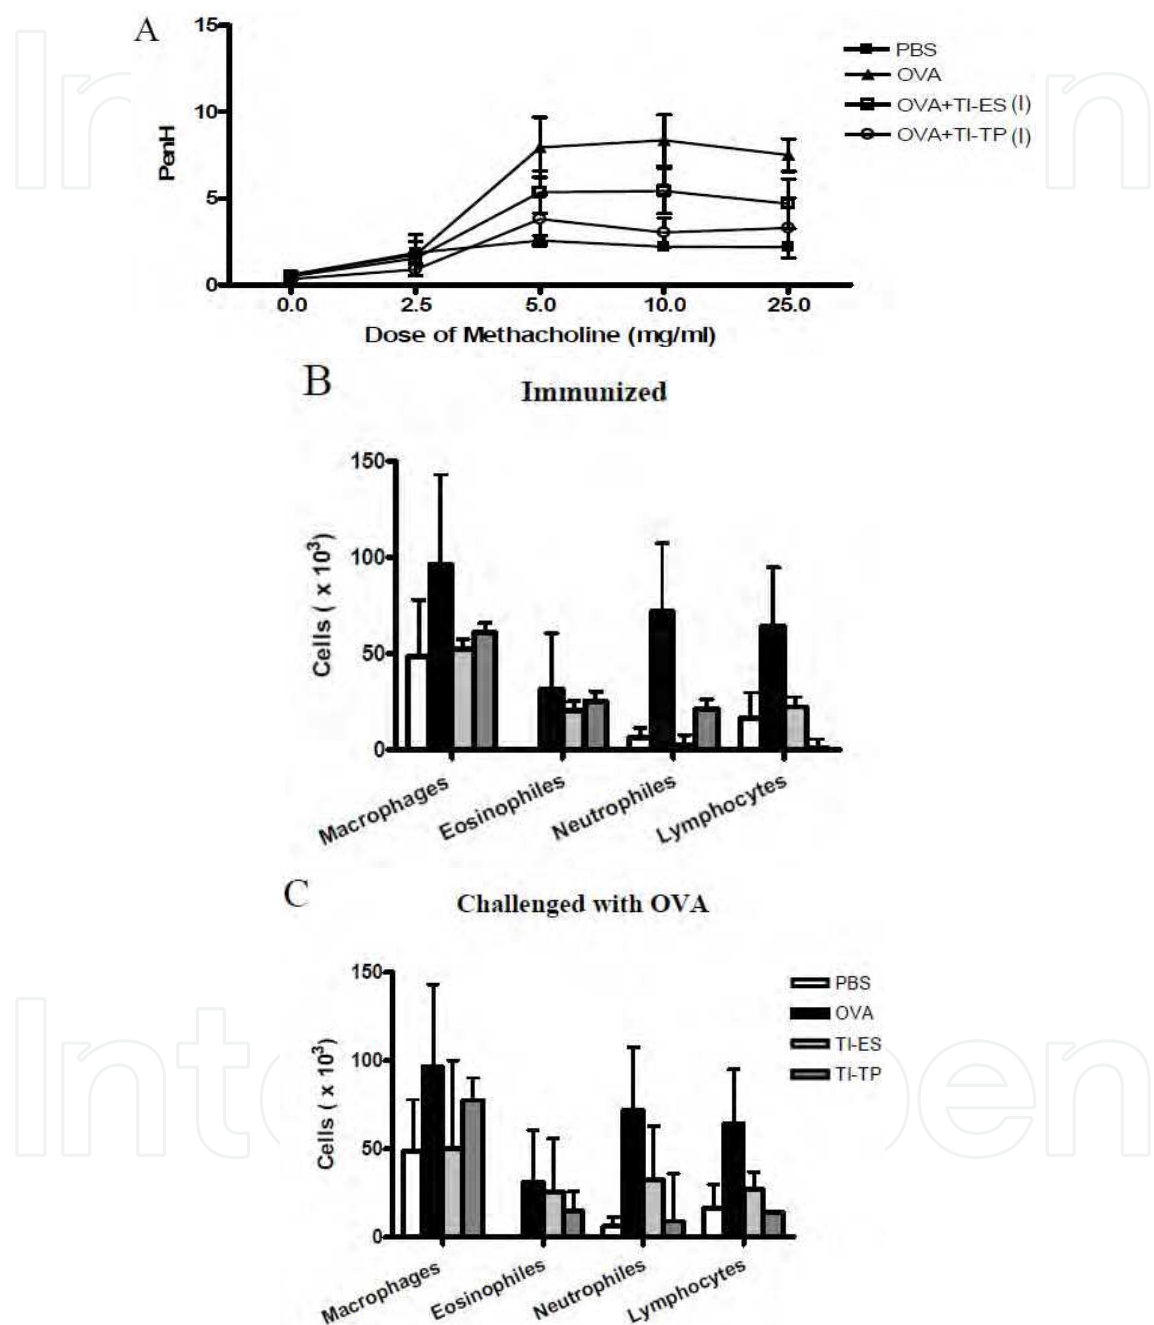 A
15
10
5
0
PenH
0.0 2.5 5.0 10.0 25.0
Dose of Methacholine (mg/ml)
PBS
OVA
OVA+TI-ES (I)
OVA+TI-TP (I)
B
Immunized
150
100
50
0
Cells ( x 10³)
Macrophages
Eosinophiles
Neutrophiles
Lymphocytes
C
Challenged with OVA
150
100
50
0
Cells ( x 10³)
PBS
OVA
TI-ES
TI-TP
Macrophages
Eosinophiles
Neutrophiles
Lymphocytes